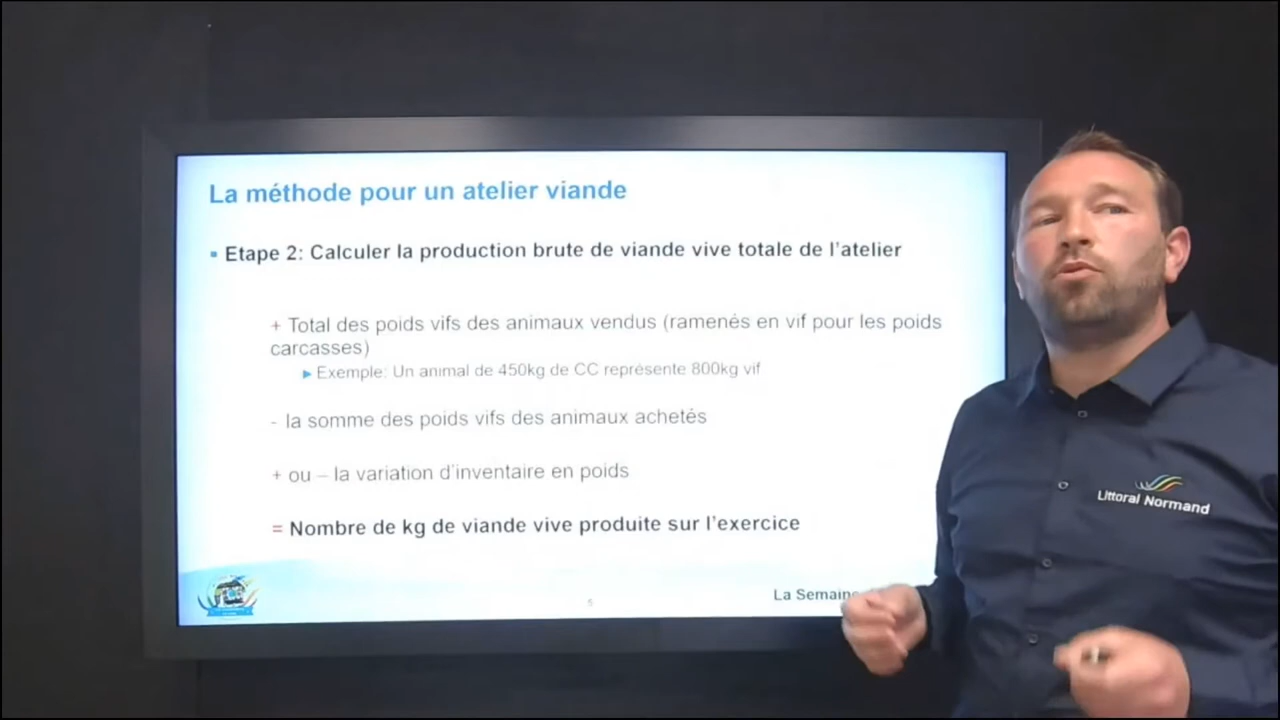 La méthode pour un atelier viande
▪ Etape 2: Calculer la production brute de viande vive totale de l'atelier
+ Total des poids vifs des animaux vendus (ramenés en vif pour les poids
carcasses)
► Exemple: Un animal de 450kg de CC représente 800kg vif
- la somme des poids vifs des animaux achetés
+ ou – la variation d'inventaire en poids
= Nombre de kg de viande vive produite sur l'exercice
5
La Semaine
Littoral Normand